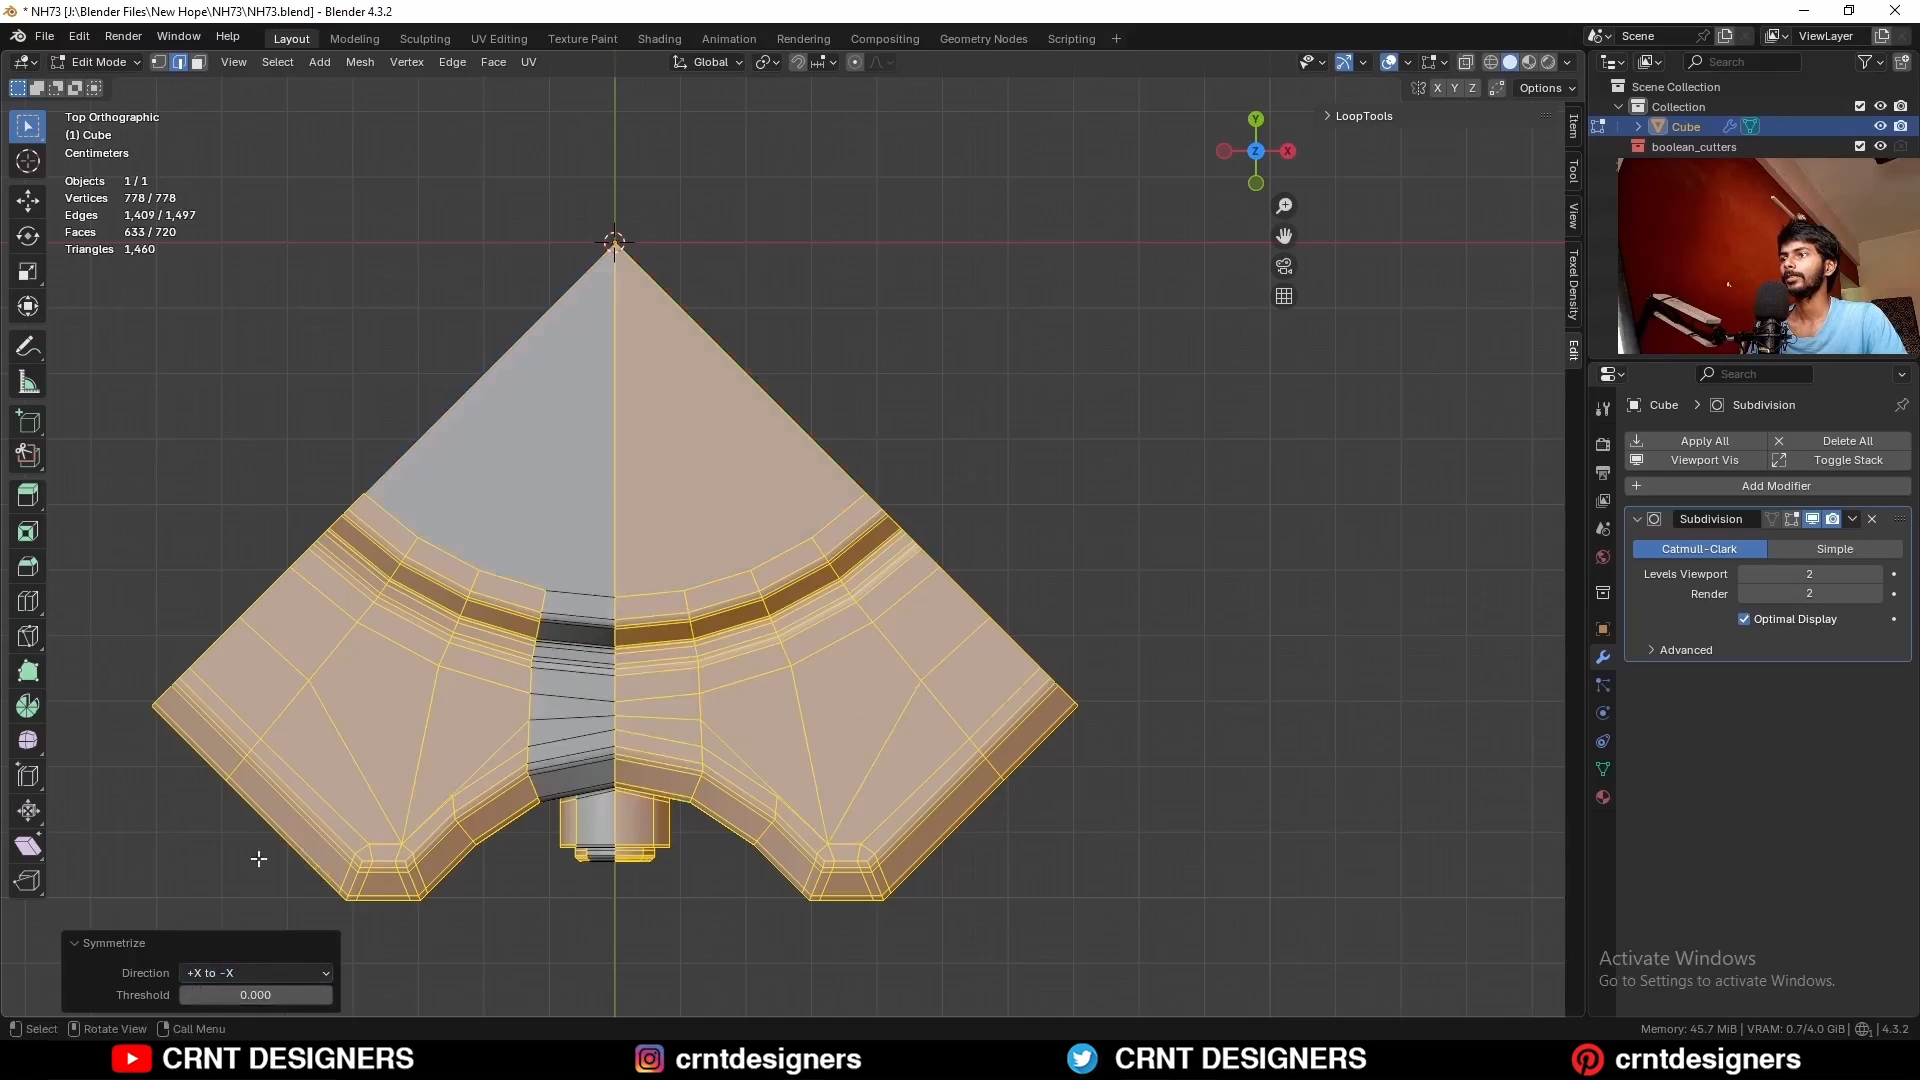 * NH73 [J:\Blender Files\New Hope\NH73\NH73.blend] - Blender 4.3.2
File Edit Render Window Help Layout Modeling Sculpting UV Editing Texture Paint Shading Animation Rendering Compositing Geometry Nodes Scripting + Scene ViewLayer
Edit Mode View Select Add Mesh Vertex Edge Face UV Global Search
X Y Z Options
Scene Collection
Collection
Cube
boolean_cutters
Top Orthographic
(1) Cube
Centimeters
Objects 1 / 1
Vertices 778 / 778
Edges 1,409 / 1,497
Faces 633 / 720
Triangles 1,460
LoopTools
Y
Z X
Item
Tool
View
Texel Density
Edit
Search
Cube > Subdivision
Apply All Delete All
Viewport Vis Toggle Stack
Add Modifier
Subdivision
Catmull-Clark Simple
Levels Viewport 2
Render 2
Optimal Display
Advanced
Symmetrize
Direction +X to -X
Threshold 0.000
Activate Windows
Go to Settings to activate Windows.
Select Rotate View Call Menu Memory: 45.7 MiB | VRAM: 0.7/4.0 GiB | 4.3.2
CRNT DESIGNERS crntdesigners CRNT DESIGNERS crntdesigners